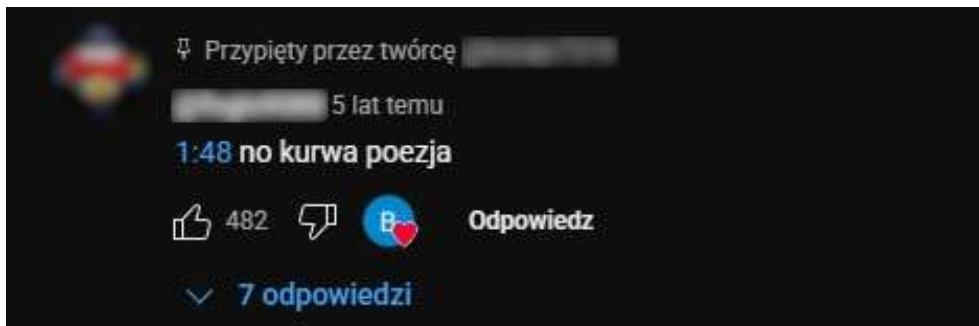 Przypięty przez twórcę
5 lat temu
1:48 no kurwa poezja
482 B Odpowiedz
7 odpowiedzi